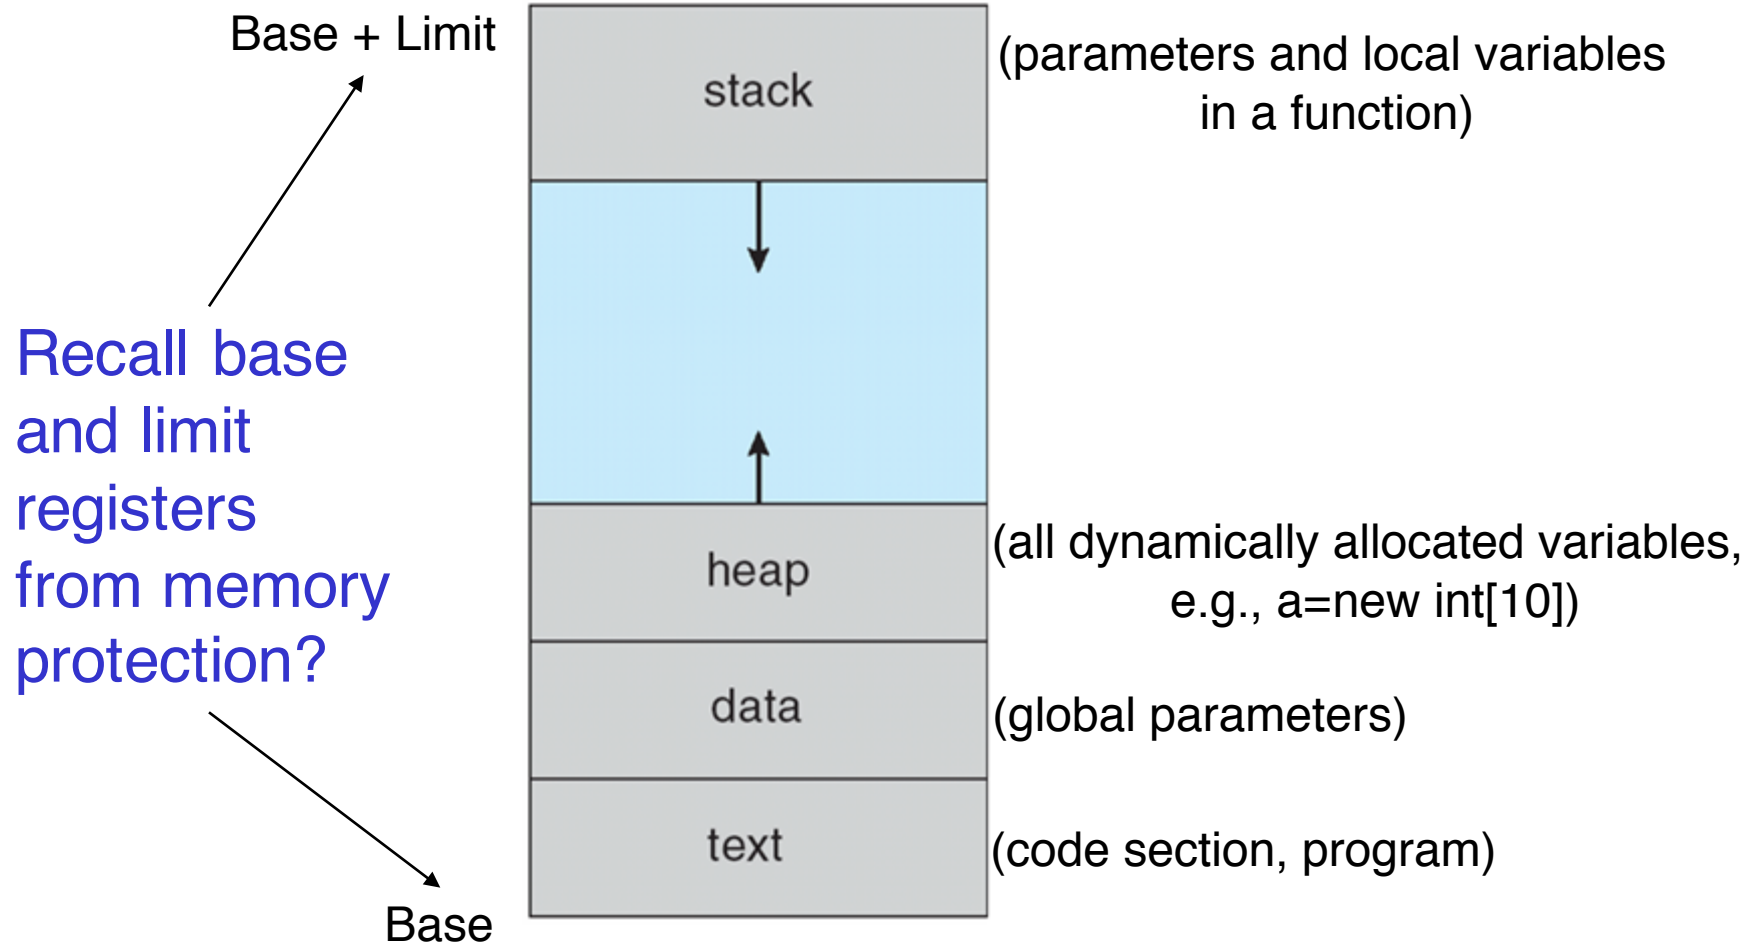 Base + Limit
stack
(parameters and local variables
in a function)
Recall base
and limit
registers
from memory
protection?
heap
(all dynamically allocated variables,
e.g., a=new int[10])
data
(global parameters)
text
(code section, program)
Base